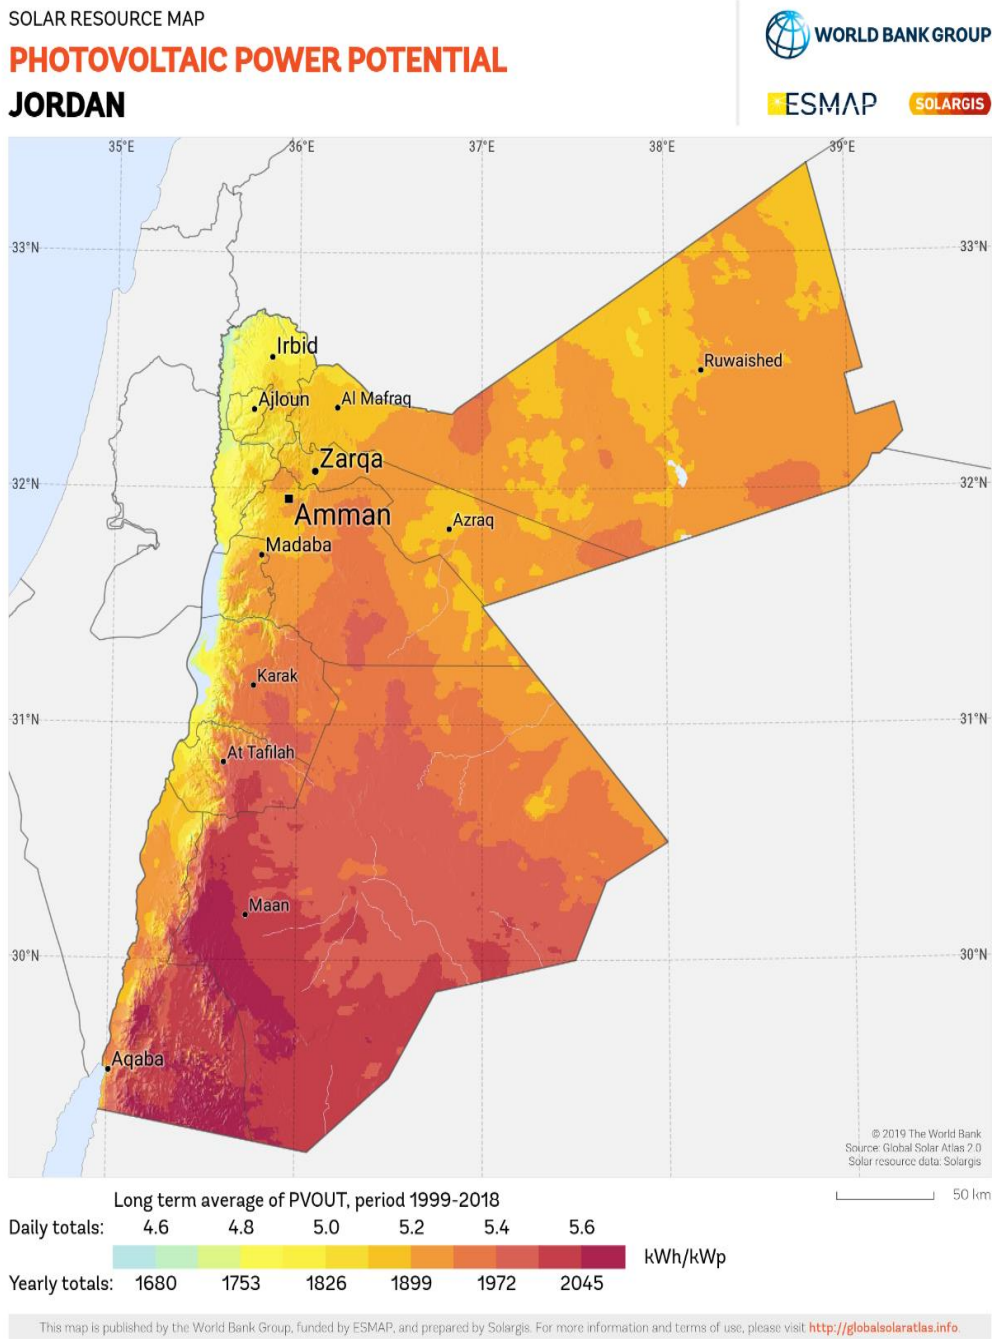 SOLAR RESOURCE MAP
PHOTOVOLTAIC POWER POTENTIAL
JORDAN
WORLD BANK GROUP
ESMAP
SOLARGIS
35°E 36°E 37°E 38°E 39°E
33°N 33°N
Irbid
Ruwaished
Ajloun
Al Mafraq
Zarqa
32°N 32°N
Amman
Azraq
Madaba
Karak
31°N 31°N
At Tafilah
Maan
30°N 30°N
Aqaba
© 2019 The World Bank
Source: Global Solar Atlas 2.0
Solar resource data: Solargis
Long term average of PVOUT, period 1999-2018
50 km
Daily totals: 4.6 4.8 5.0 5.2 5.4 5.6
kWh/kWp
Yearly totals: 1680 1753 1826 1899 1972 2045
This map is published by the World Bank Group, funded by ESMAP, and prepared by Solargis. For more information and terms of use, please visit http://globalsolaratlas.info.